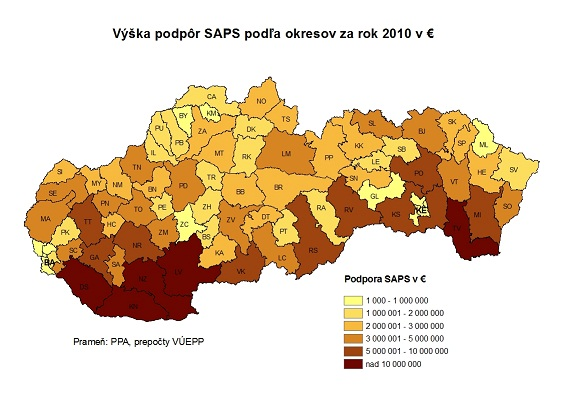 Výška podpôr SAPS podľa okresov za rok 2010 v €
CA
NO
BY
KM
TS
PU
ZA
DK
SL
BJ
SK
IL
PB
MT
RK
LM
PP
KK
SB
SP
ML
LE
HE
SV
SI
TN
TR
SN
PO
VT
SE
MY
NM
BN
PD
BB
BR
GL
MA
PN
TO
PE
ZH
RA
RV
KS
KE
MI
SO
PK
TT
HC
ZM
ZC
ZV
DT
PT
TV
BA
SC
GA
NR
SA
BS
KA
LC
RS
DS
NZ
LV
VK
KN
Podpora SAPS v €
1 000 - 1 000 000
1 000 001 - 2 000 000
2 000 001 - 3 000 000
3 000 001 - 5 000 000
5 000 001 - 10 000 000
nad 10 000 000
Prameň: PPA, prepočty VÚEPP